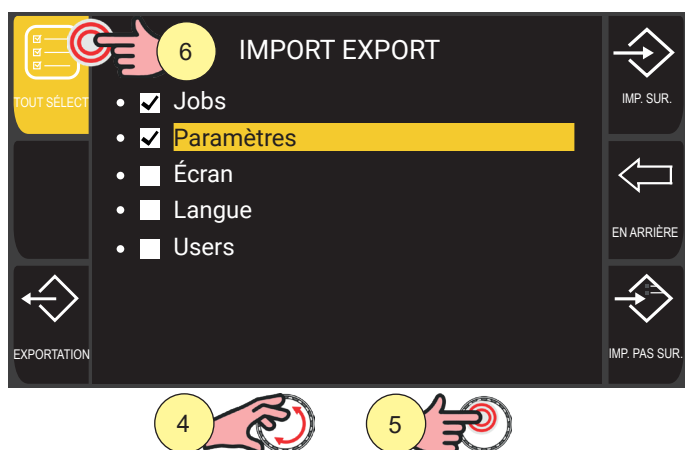 6
IMPORT EXPORT
TOUT SÉLECT
IMP. SUR.
• Jobs
• Paramètres
• Écran
• Langue
• Users
EN ARRIÈRE
EXPORTATION
IMP. PAS SUR.
4
5